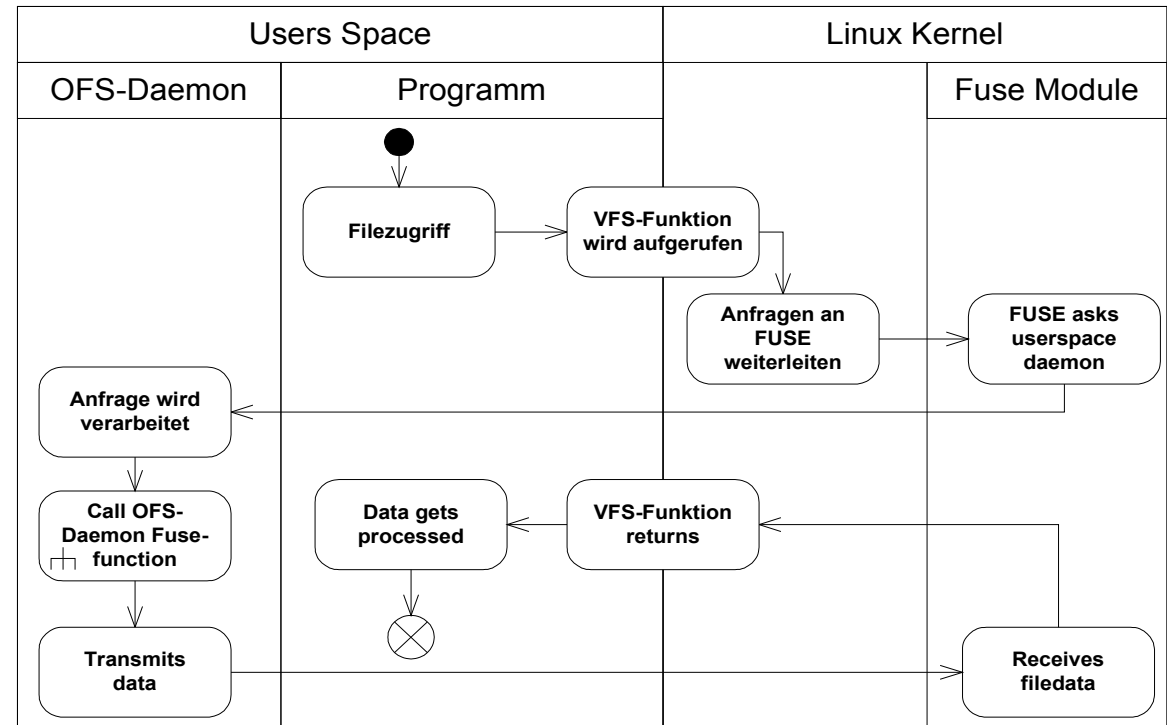 Users Space
Linux Kernel
OFS-Daemon
Programm
Fuse Module
Filezugriff
VFS-Funktion
wird aufgerufen
Anfragen an
FUSE
weiterleiten
FUSE asks
userspace
daemon
Anfrage wird
verarbeitet
Call OFS-
Daemon Fuse-
function
Transmits
data
Receives
filedata
VFS-Funktion
returns
Data gets
processed